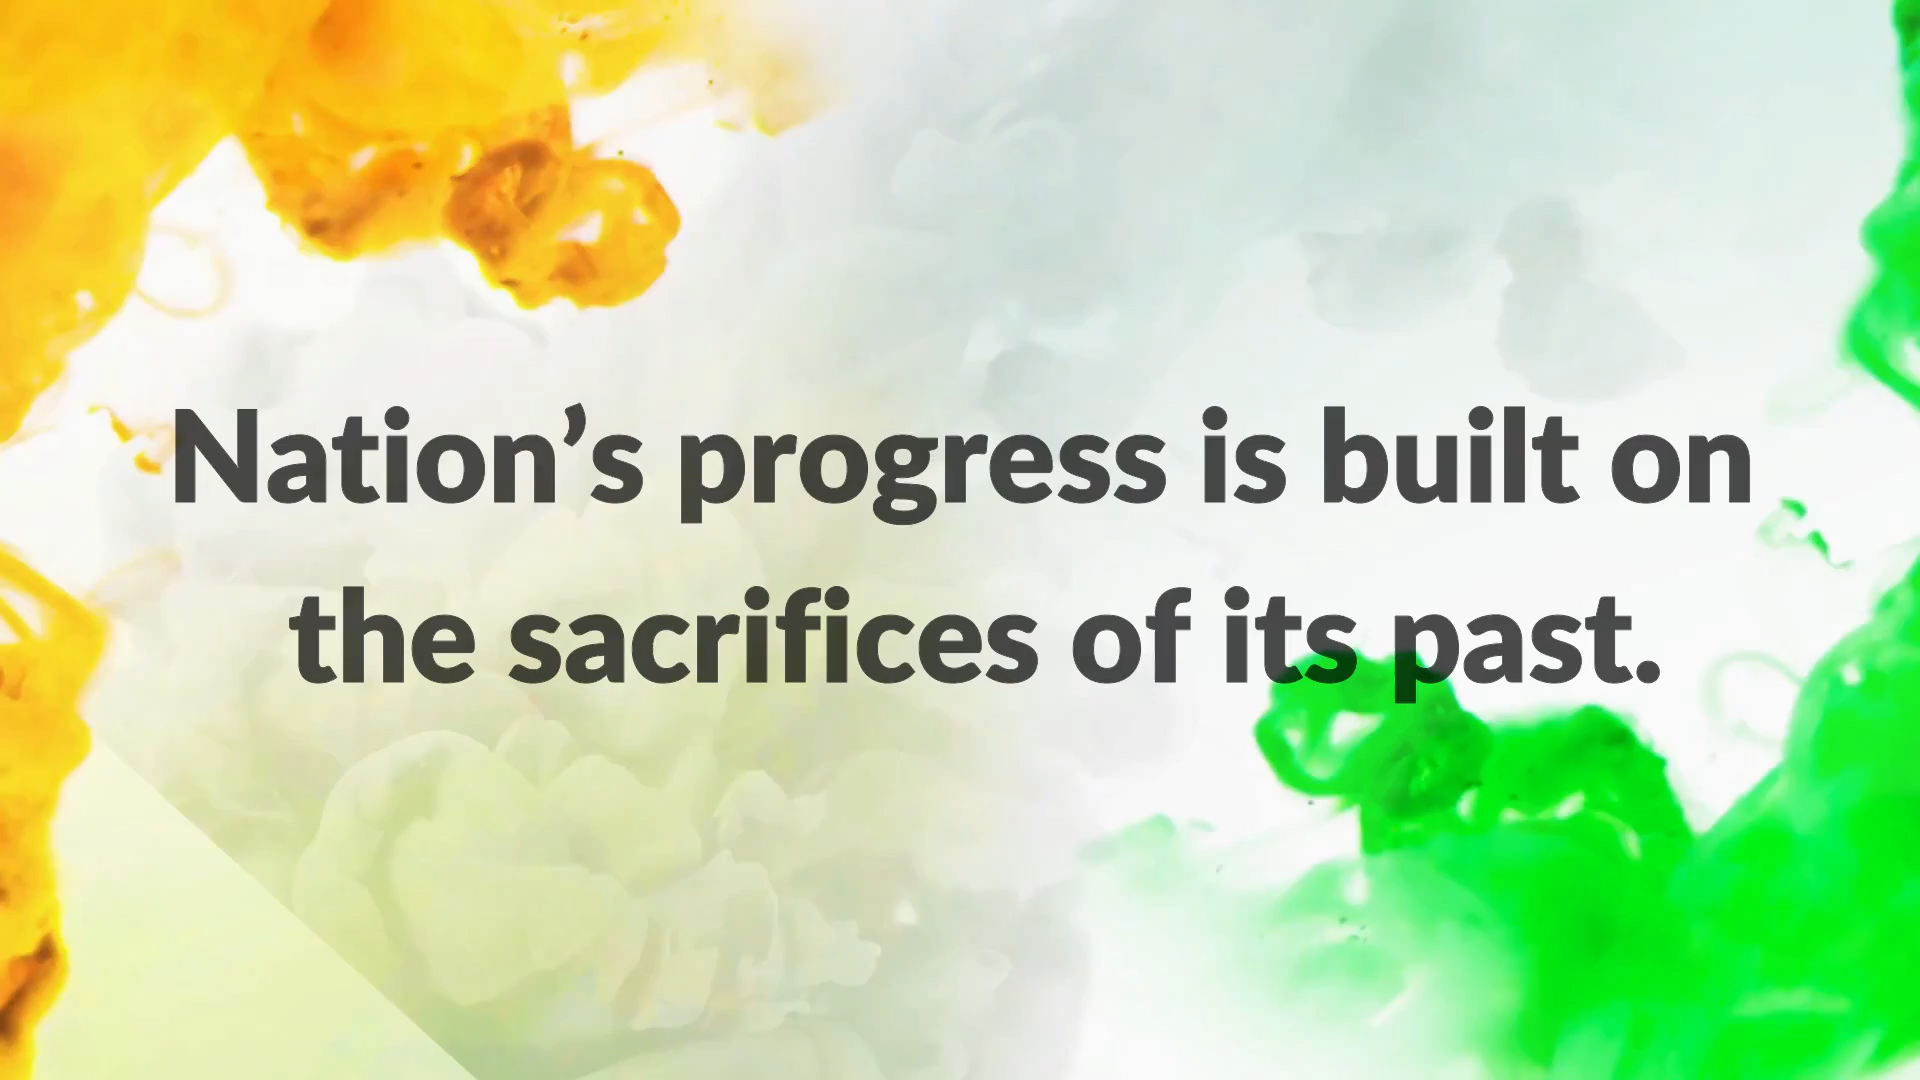 Nation’s progress is built on
the sacrifices of its past.